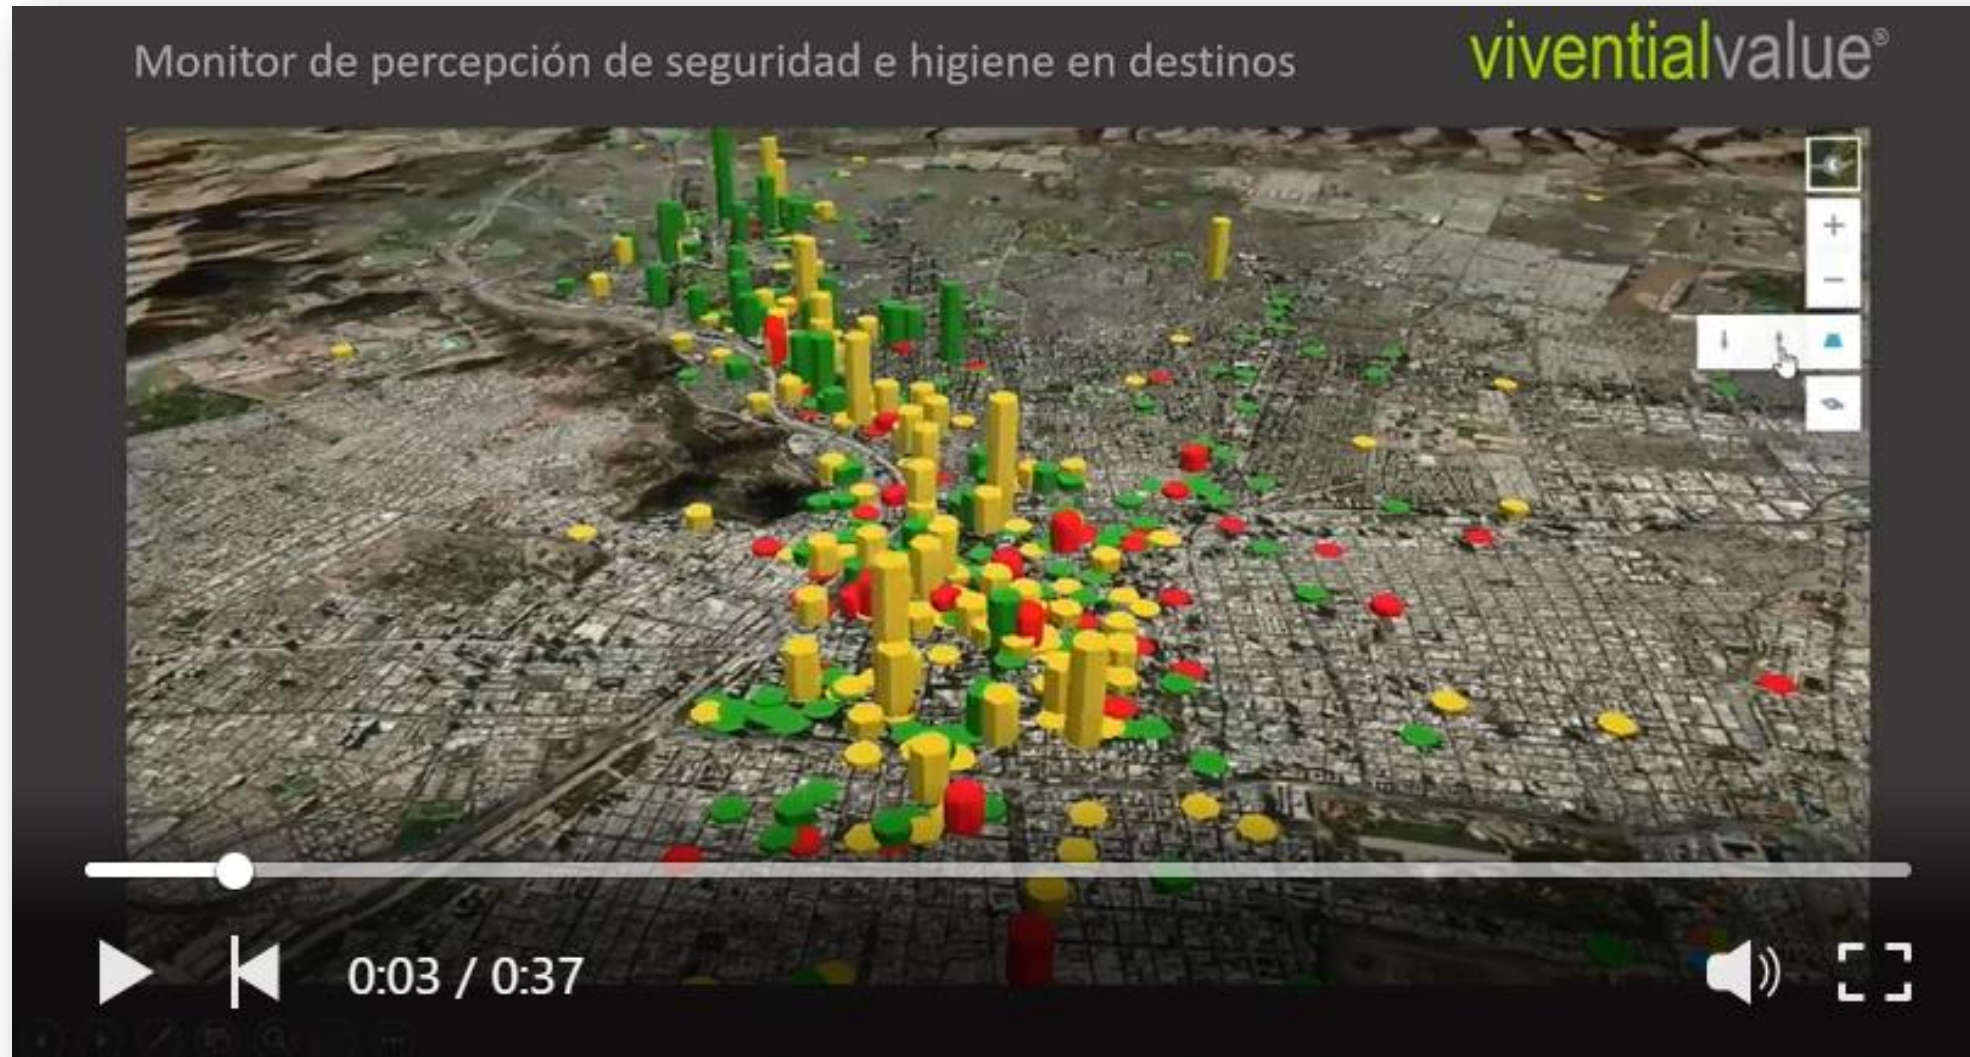 Monitor de percepción de seguridad e higiene en destinos
viventialvalue®
0:03 / 0:37